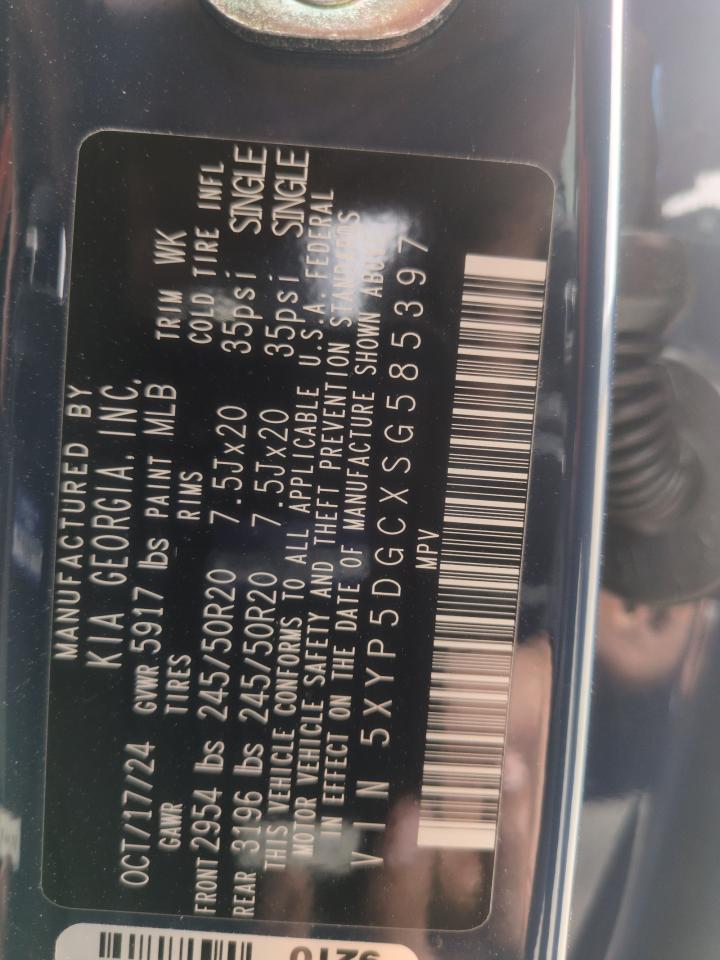 MANUFACTURED BY
KIA GEORGIA, INC.
OCT/17/24 GVWR 5917 lbs PAINT MLB TRIM WK
GAWR TIRES RIMS COLD TIRE INFL
FRONT 2954 lbs 245/50R20 7.5Jx20 35psi SINGLE
REAR 3196 lbs 245/50R20 7.5Jx20 35psi SINGLE
THIS VEHICLE CONFORMS TO ALL APPLICABLE U.S.A FEDERAL
MOTOR VEHICLE SAFETY AND THEFT PREVENTION STANDARDS
IN EFFECT ON THE DATE OF MANUFACTURE SHOWN ABOVE
VIN 5XYP5DGCXSG585397
MPV